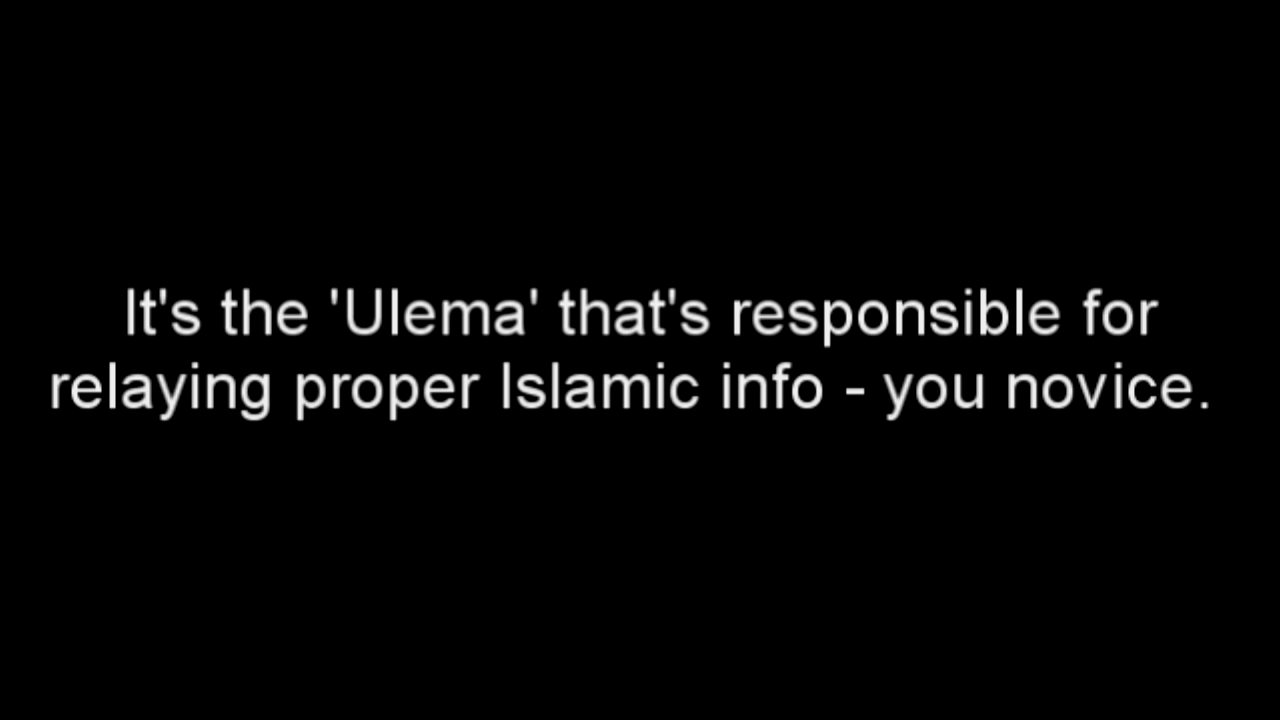 It's the 'Ulema' that's responsible for
relaying proper Islamic info - you novice.